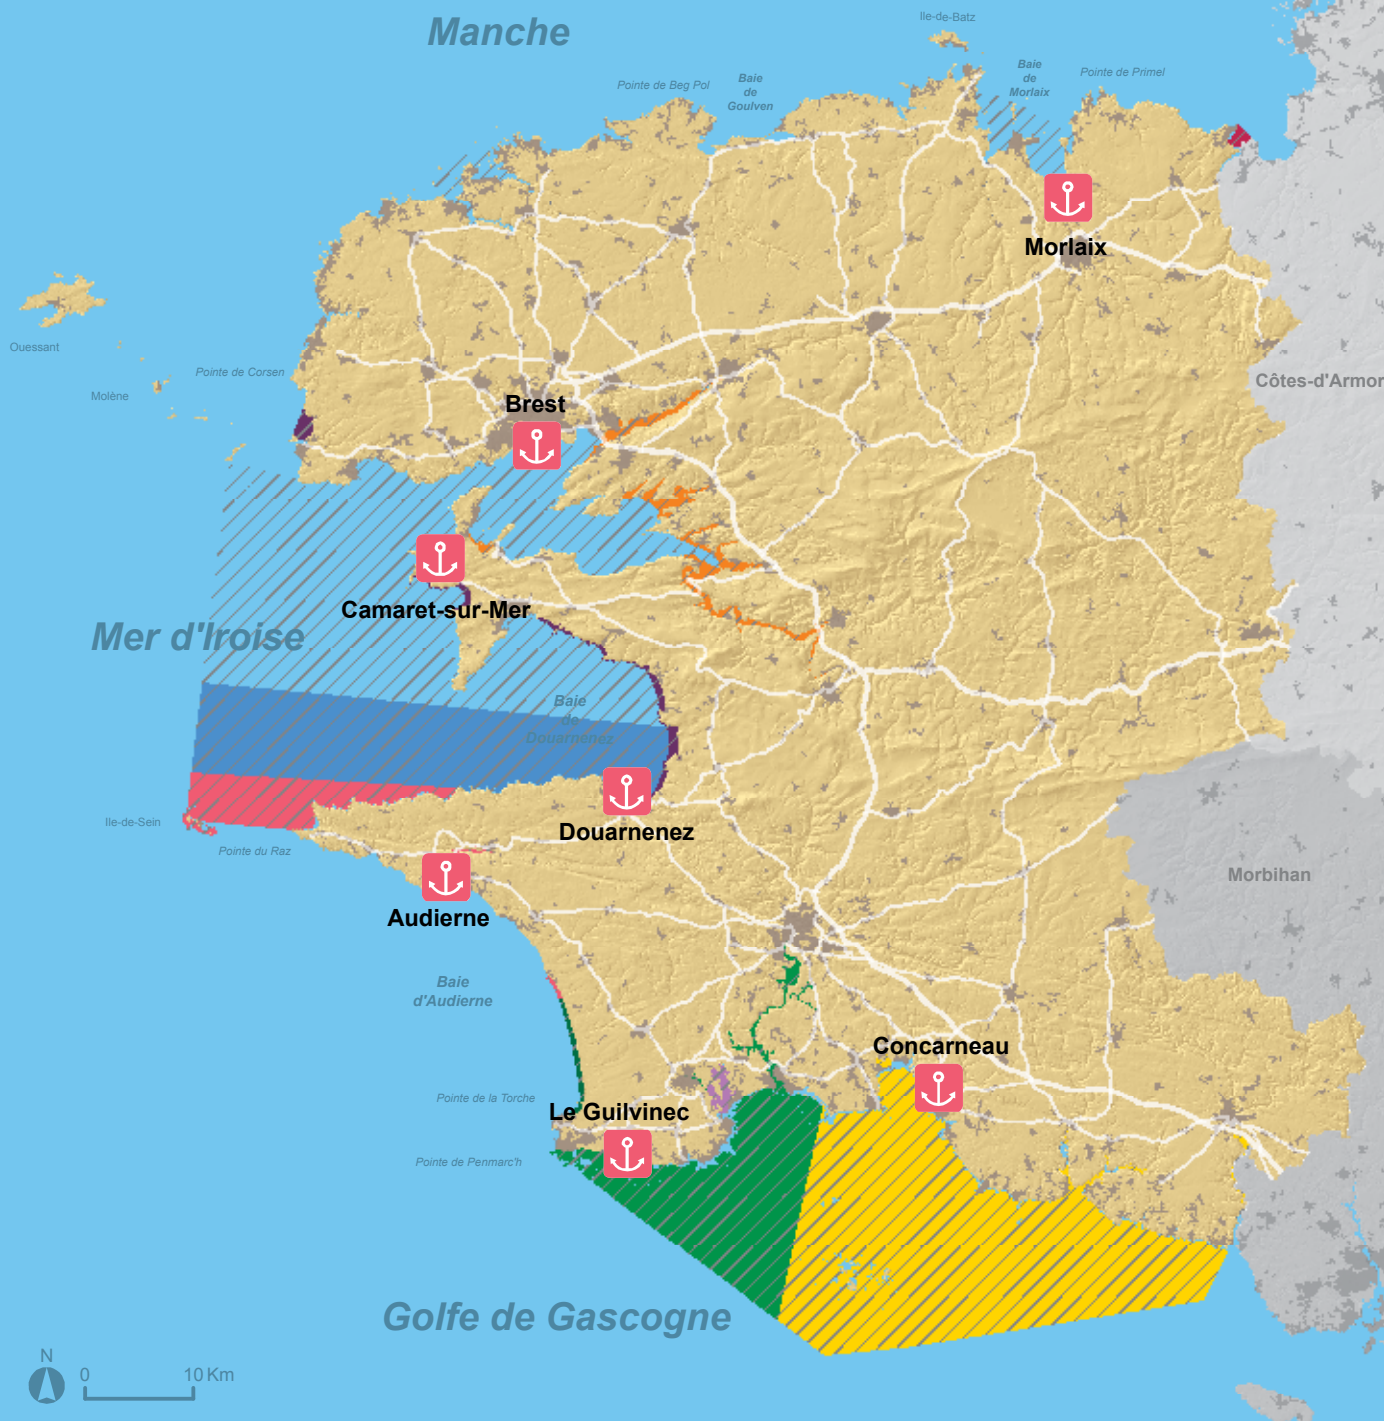 Ile-de-Batz
Manche
Baie
de
Morlaix
Pointe de Primel
Pointe de Beg Pol
Baie
de
Goulven
Morlaix
Ouessant
Pointe de Corsen
Côtes-d'Armor
Molène
Brest
Camaret-sur-Mer
Mer d'Iroise
Baie
de
Douarnenez
Ile-de-Sein
Douarnenez
Pointe du Raz
Morbihan
Audierne
Baie
d'Audierne
Concarneau
Pointe de la Torche
Le Guilvinec
Pointe de Penmarc'h
Golfe de Gascogne
N
0 10 Km